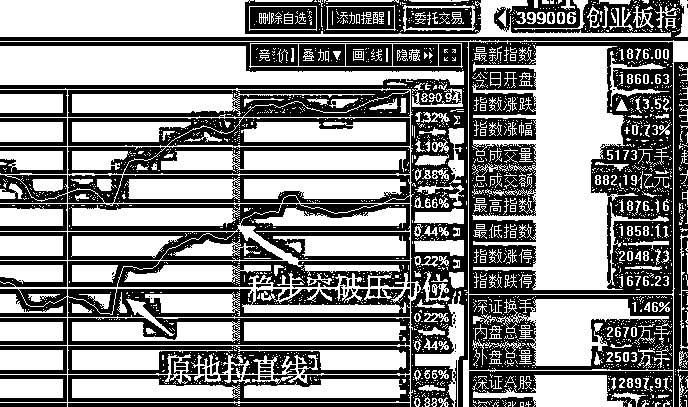 删除自选 添加提醒 委托交易 399006 创业板指
竞价 叠加▼ 画线 隐藏 最新指数 1876.00
今日开盘 1860.63
1890.94 指数涨跌 ▲ 13.52
1.32% 指数涨幅 +0.73%
1.10% 总成交量 5173万手
0.88% 总成交额 882.19亿元
0.66% 最高指数 1876.16
0.44% 最低指数 1858.11
0.22% 指数涨停 2048.73
稳步突破压力位 指数跌停 1676.23
0.22% 深证换手 1.46%
0.44% 内盘总量 2670万手
原地拉直线 外盘总量 2503万手
0.66% 深证A股 12897.91
0.88%